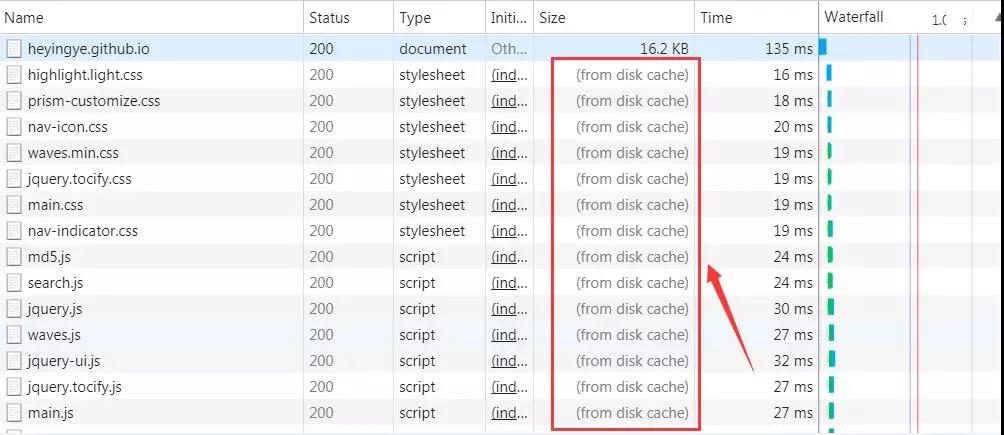 Name Status Type Initi... Size Time Waterfall
heyingye.github.io 200 document Oth... 16.2 KB 135 ms
highlight.light.css 200 stylesheet (ind... (from disk cache) 16 ms
prism-customize.css 200 stylesheet (ind... (from disk cache) 18 ms
nav-icon.css 200 stylesheet (ind... (from disk cache) 20 ms
waves.min.css 200 stylesheet (ind... (from disk cache) 19 ms
jquery.tocify.css 200 stylesheet (ind... (from disk cache) 19 ms
main.css 200 stylesheet (ind... (from disk cache) 19 ms
nav-indicator.css 200 stylesheet (ind... (from disk cache) 19 ms
md5.js 200 script (ind... (from disk cache) 24 ms
search.js 200 script (ind... (from disk cache) 24 ms
jquery.js 200 script (ind... (from disk cache) 30 ms
waves.js 200 script (ind... (from disk cache) 27 ms
jquery-ui.js 200 script (ind... (from disk cache) 32 ms
jquery.tocify.js 200 script (ind... (from disk cache) 27 ms
main.js 200 script (ind... (from disk cache) 27 ms